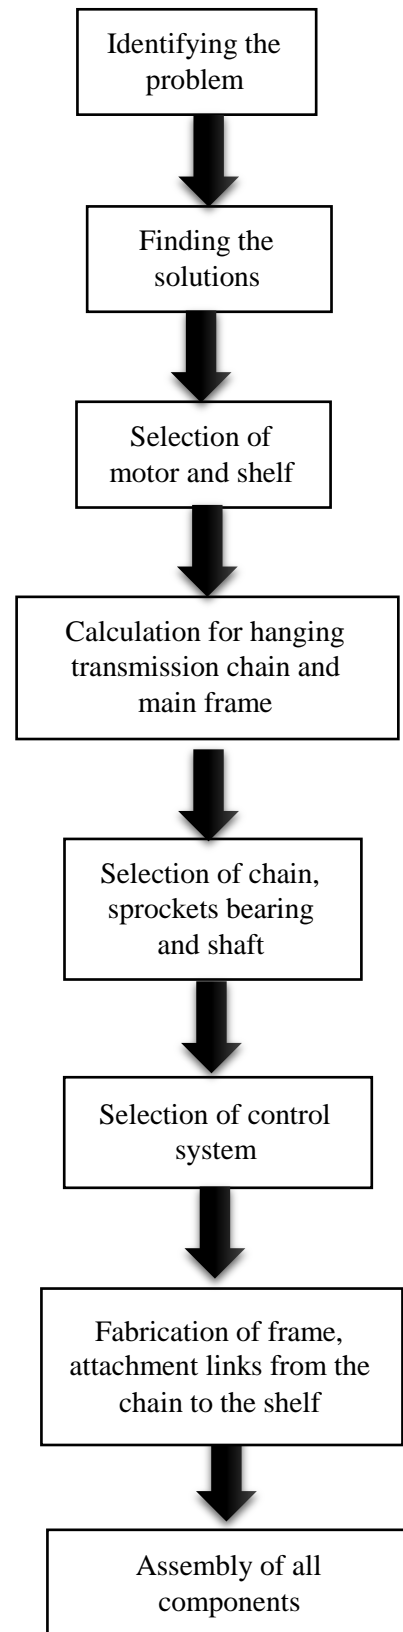 Identifying the
problem
Finding the
solutions
Selection of
motor and shelf
Calculation for hanging
transmission chain and
main frame
Selection of chain,
sprockets bearing
and shaft
Selection of control
system
Fabrication of frame,
attachment links from the
chain to the shelf
Assembly of all
components